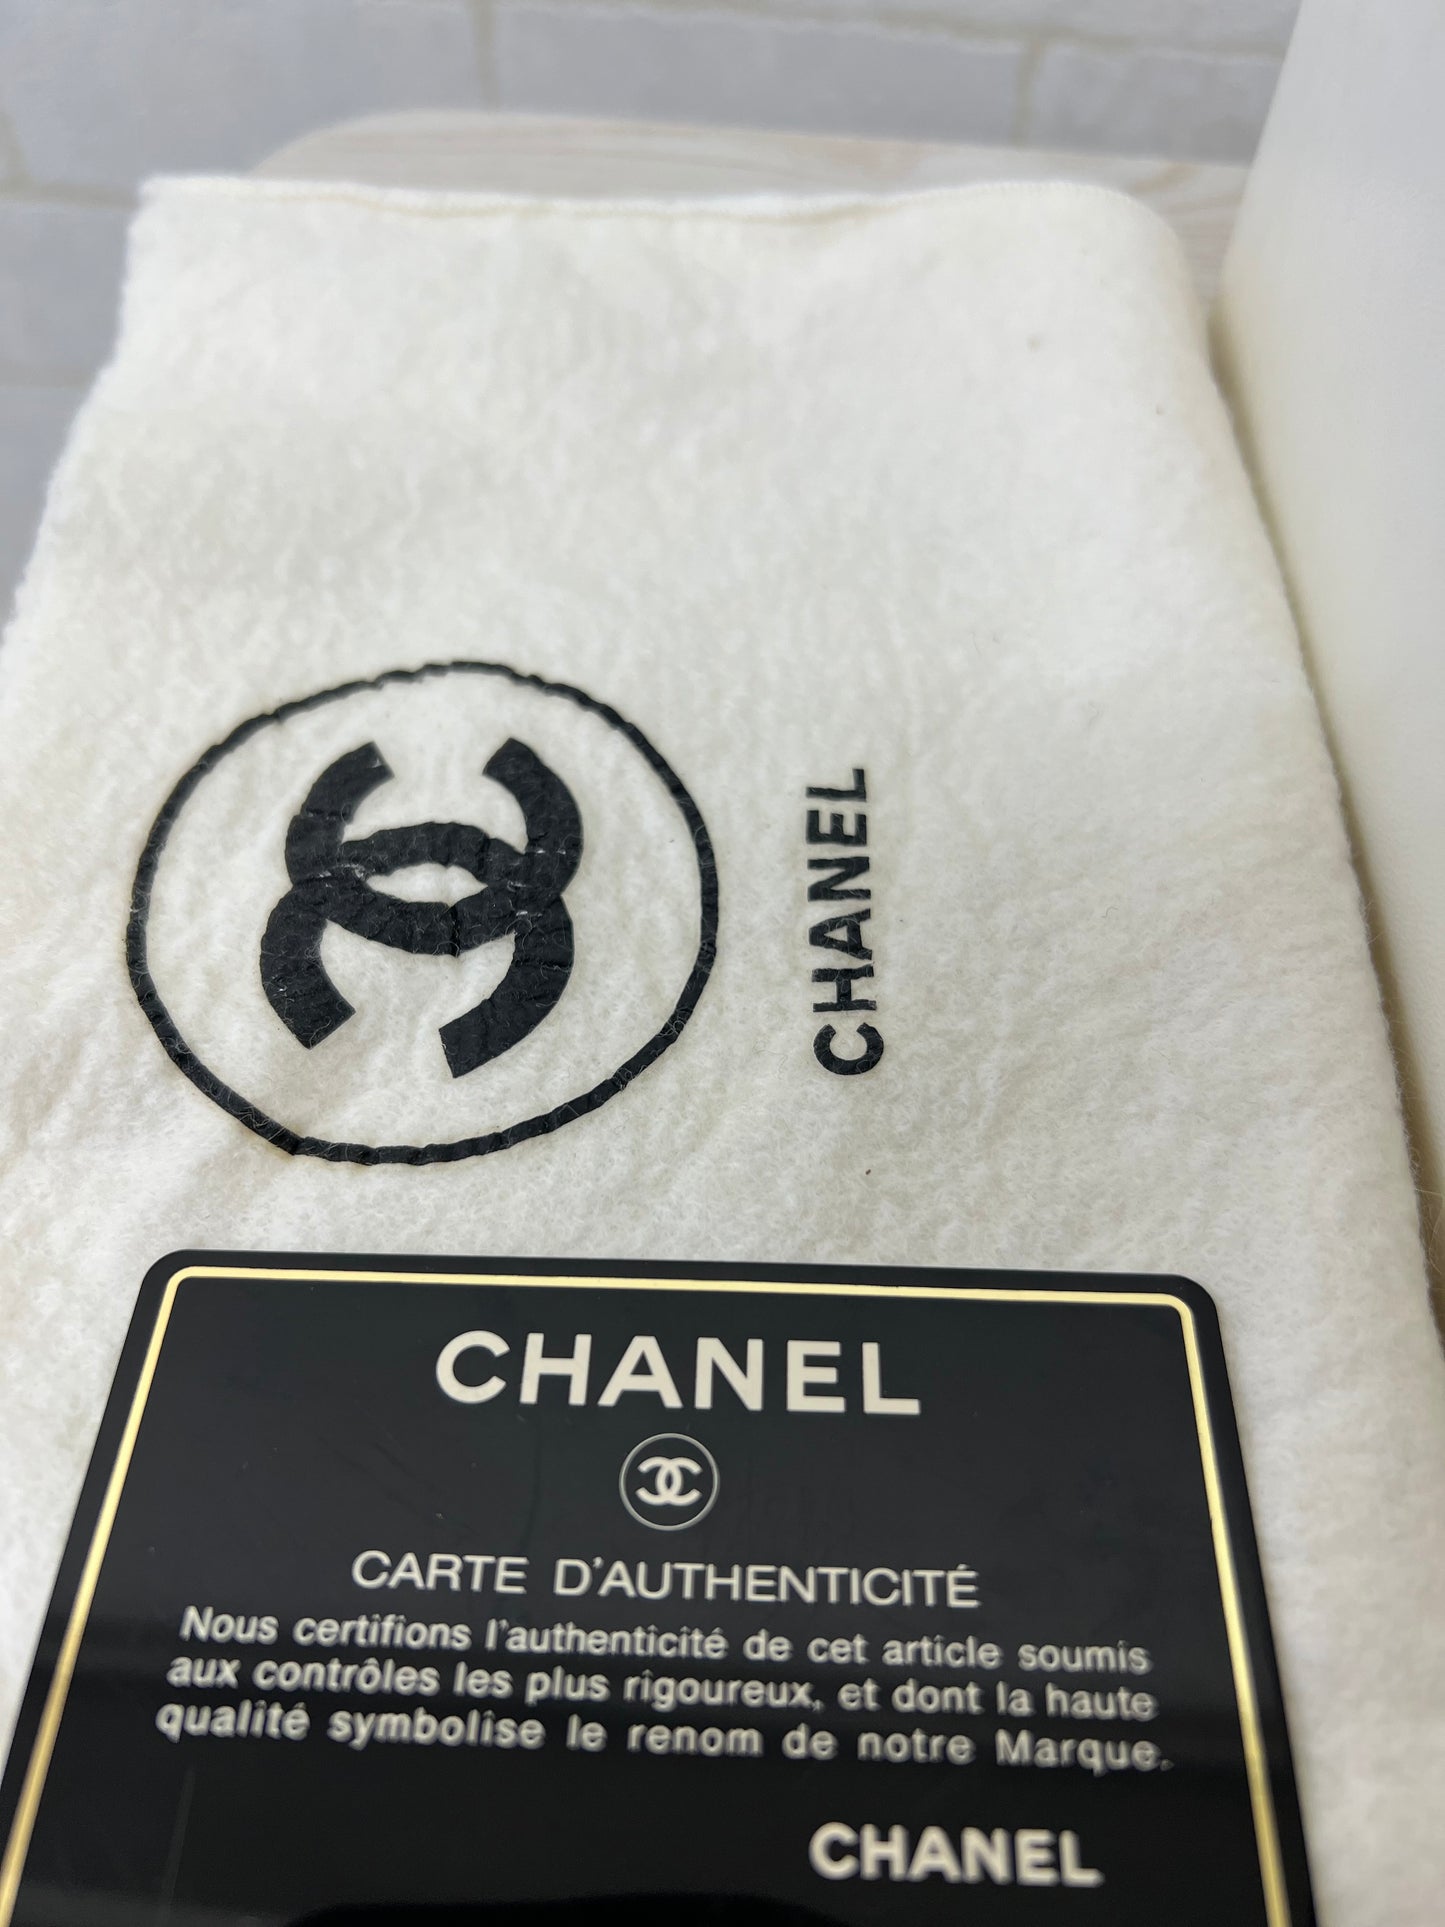 CHANEL
CHANEL
CARTE D'AUTHENTICITÉ
Nous certifions l'authenticité de cet article soumis
aux contrôles les plus rigoureux, et dont la haute
qualité symbolise le renom de notre Marque.
CHANEL